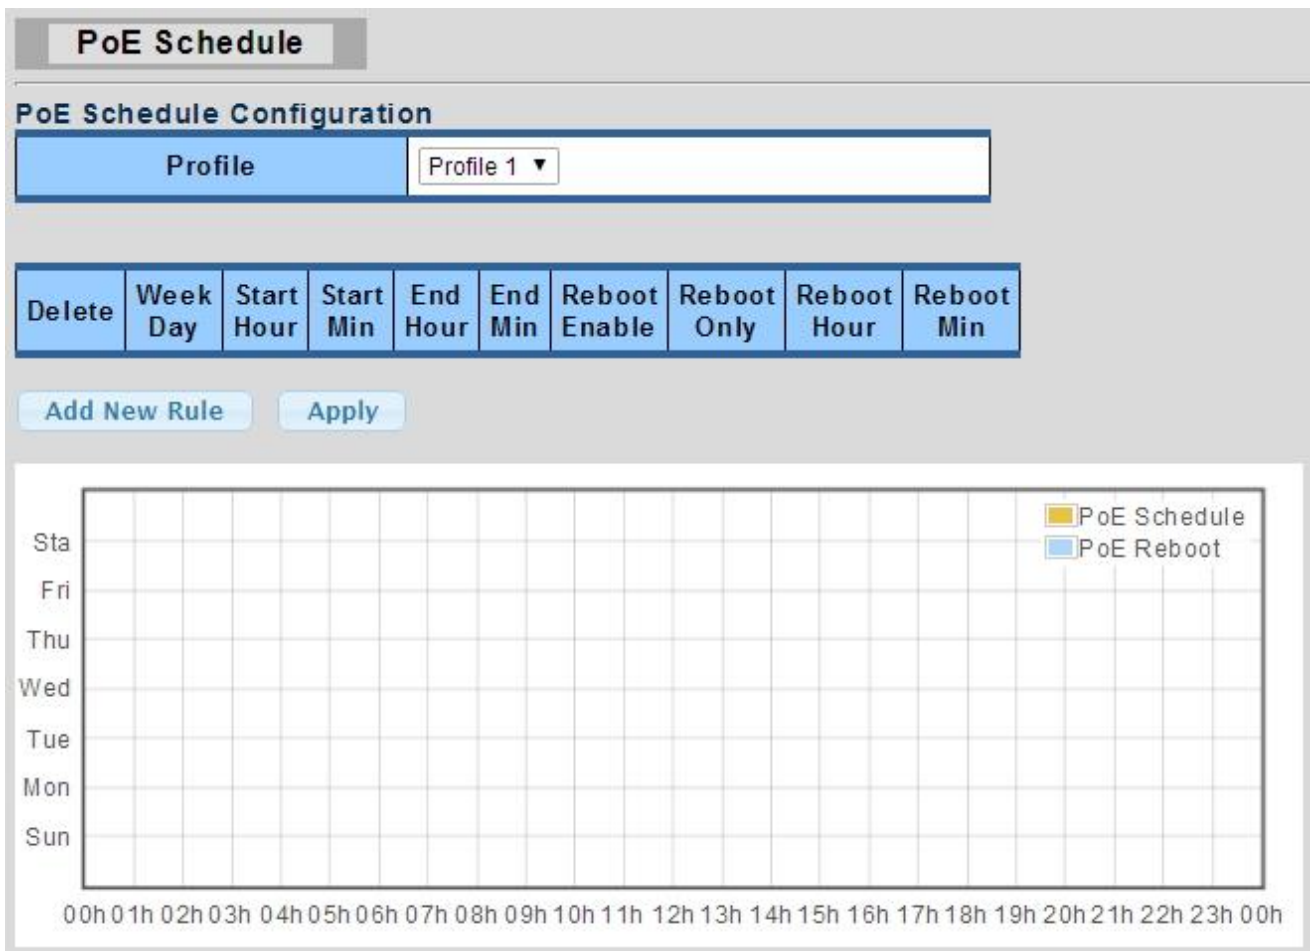 PoE Schedule
PoE Schedule Configuration
Profile Profile 1
Delete Week Day Start Hour Start Min End Hour End Min Reboot Enable Reboot Only Reboot Hour Reboot Min
Add New Rule Apply
PoE Schedule
PoE Reboot
Sta
Fri
Thu
Wed
Tue
Mon
Sun
00h 01h 02h 03h 04h 05h 06h 07h 08h 09h 10h 11h 12h 13h 14h 15h 16h 17h 18h 19h 20h 21h 22h 23h 00h